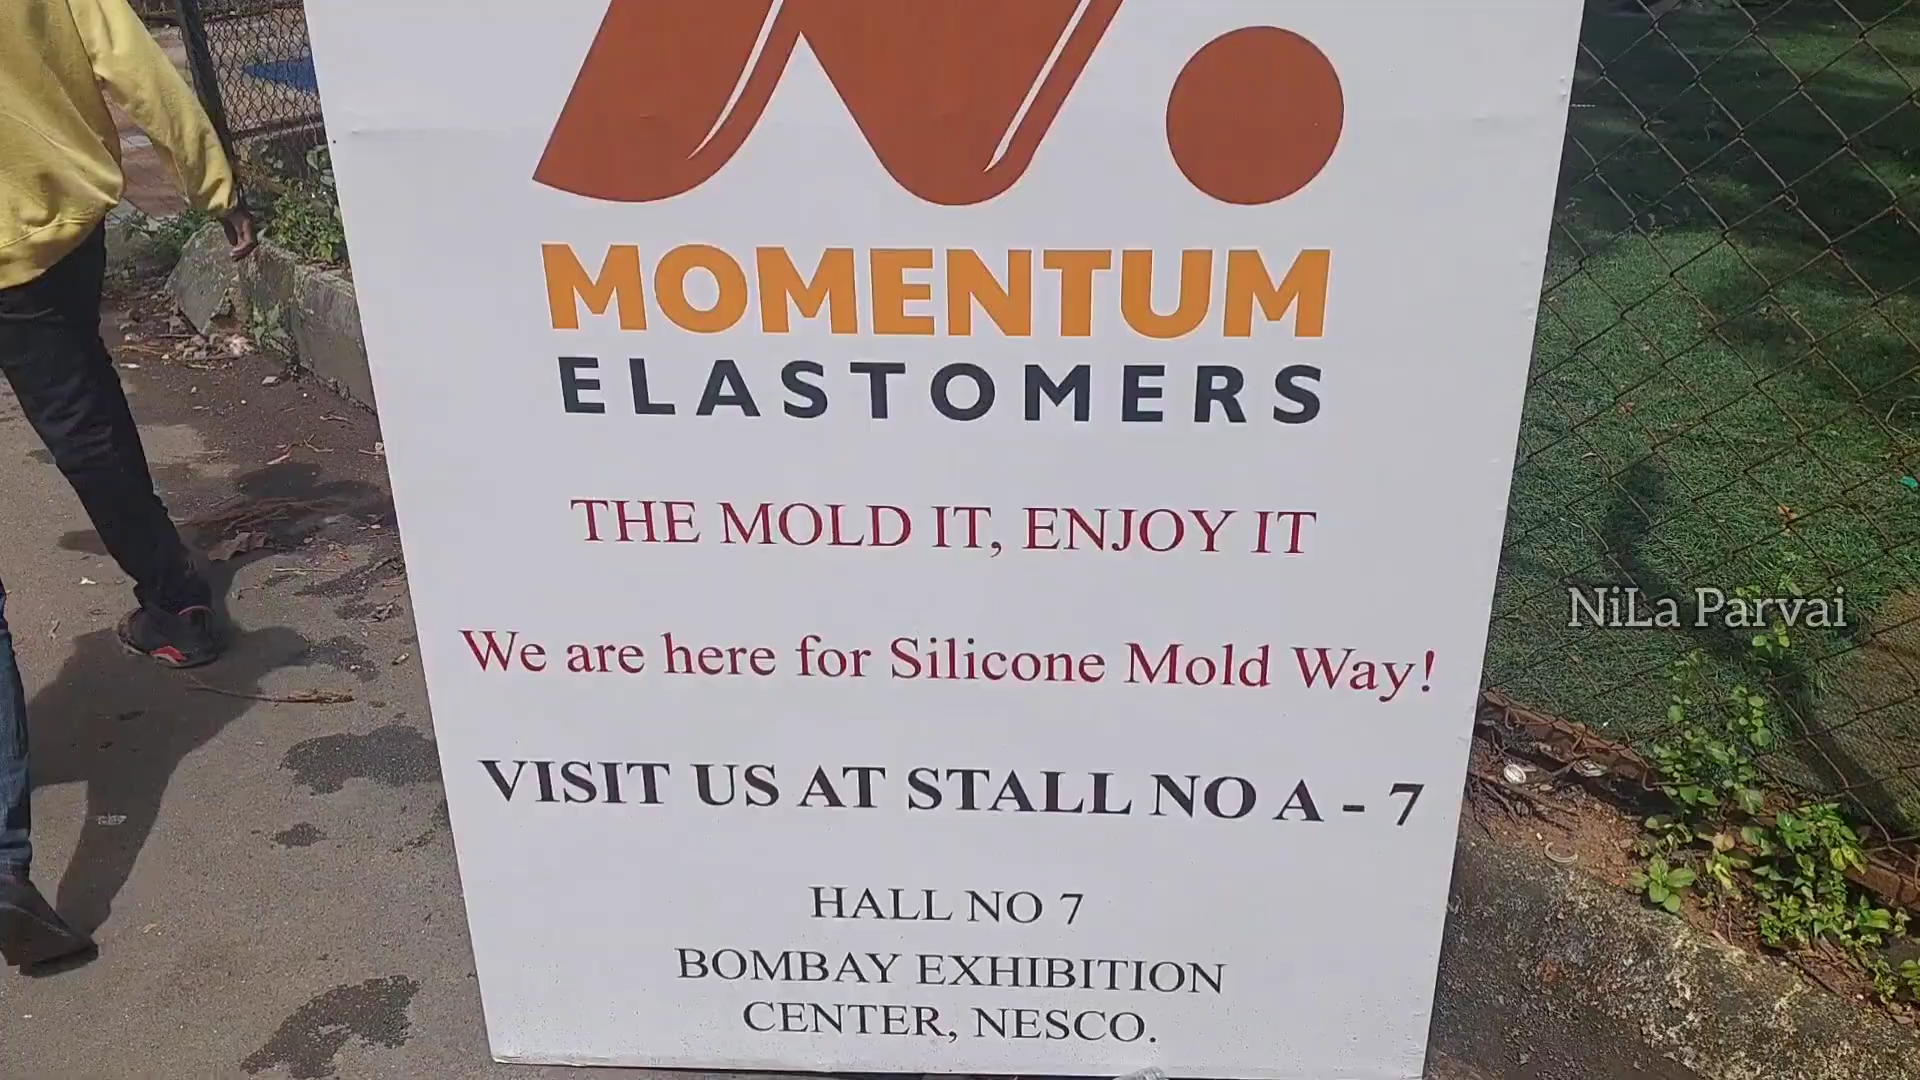 MOMENTUM
ELASTOMERS
THE MOLD IT, ENJOY IT
We are here for Silicone Mold Way!
VISIT US AT STALL NO A - 7
HALL NO 7
BOMBAY EXHIBITION
CENTER, NESCO.
NiLa Parvai